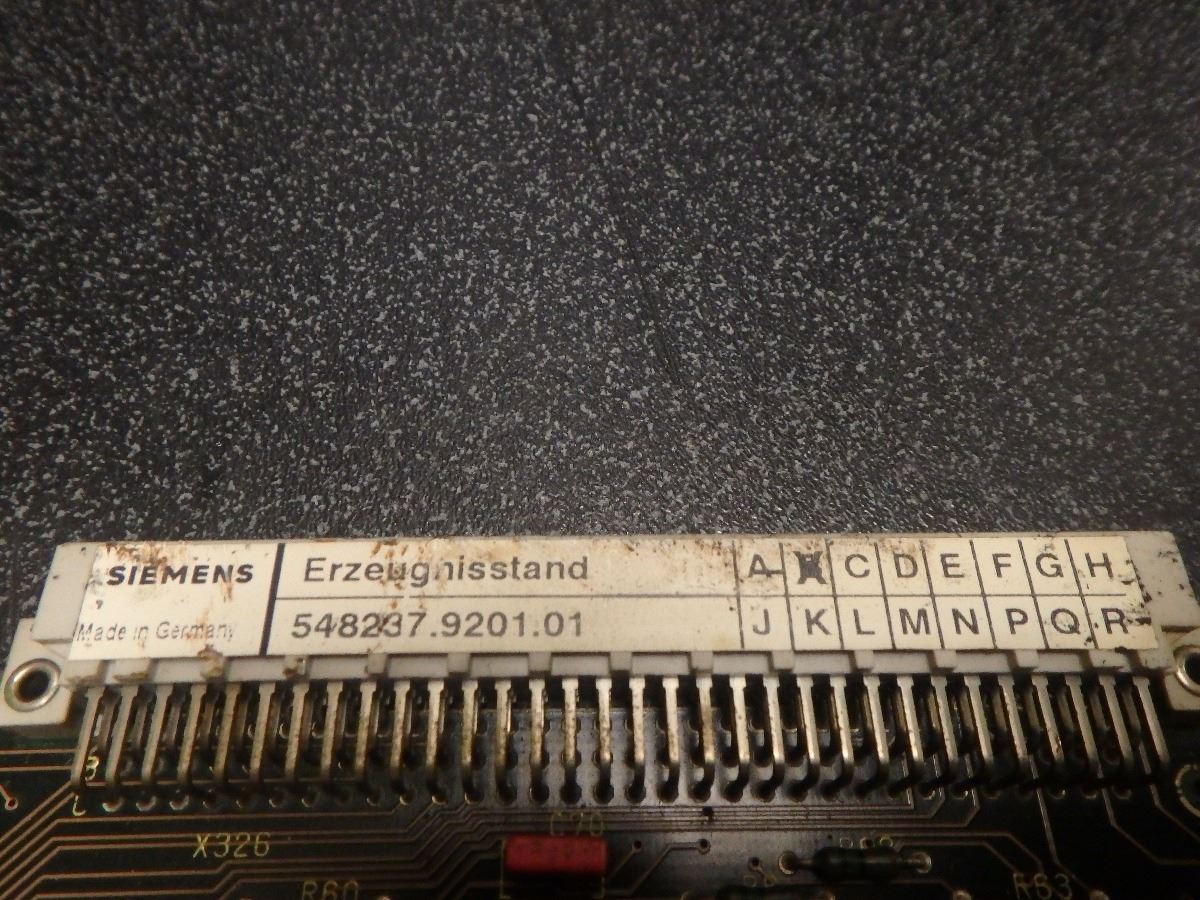 SIEMENS Erzeugnisstand A C D E F G H
Made in Germany 548237.9201.01 J K L M N P Q R
B
C70
X326
R60
R63